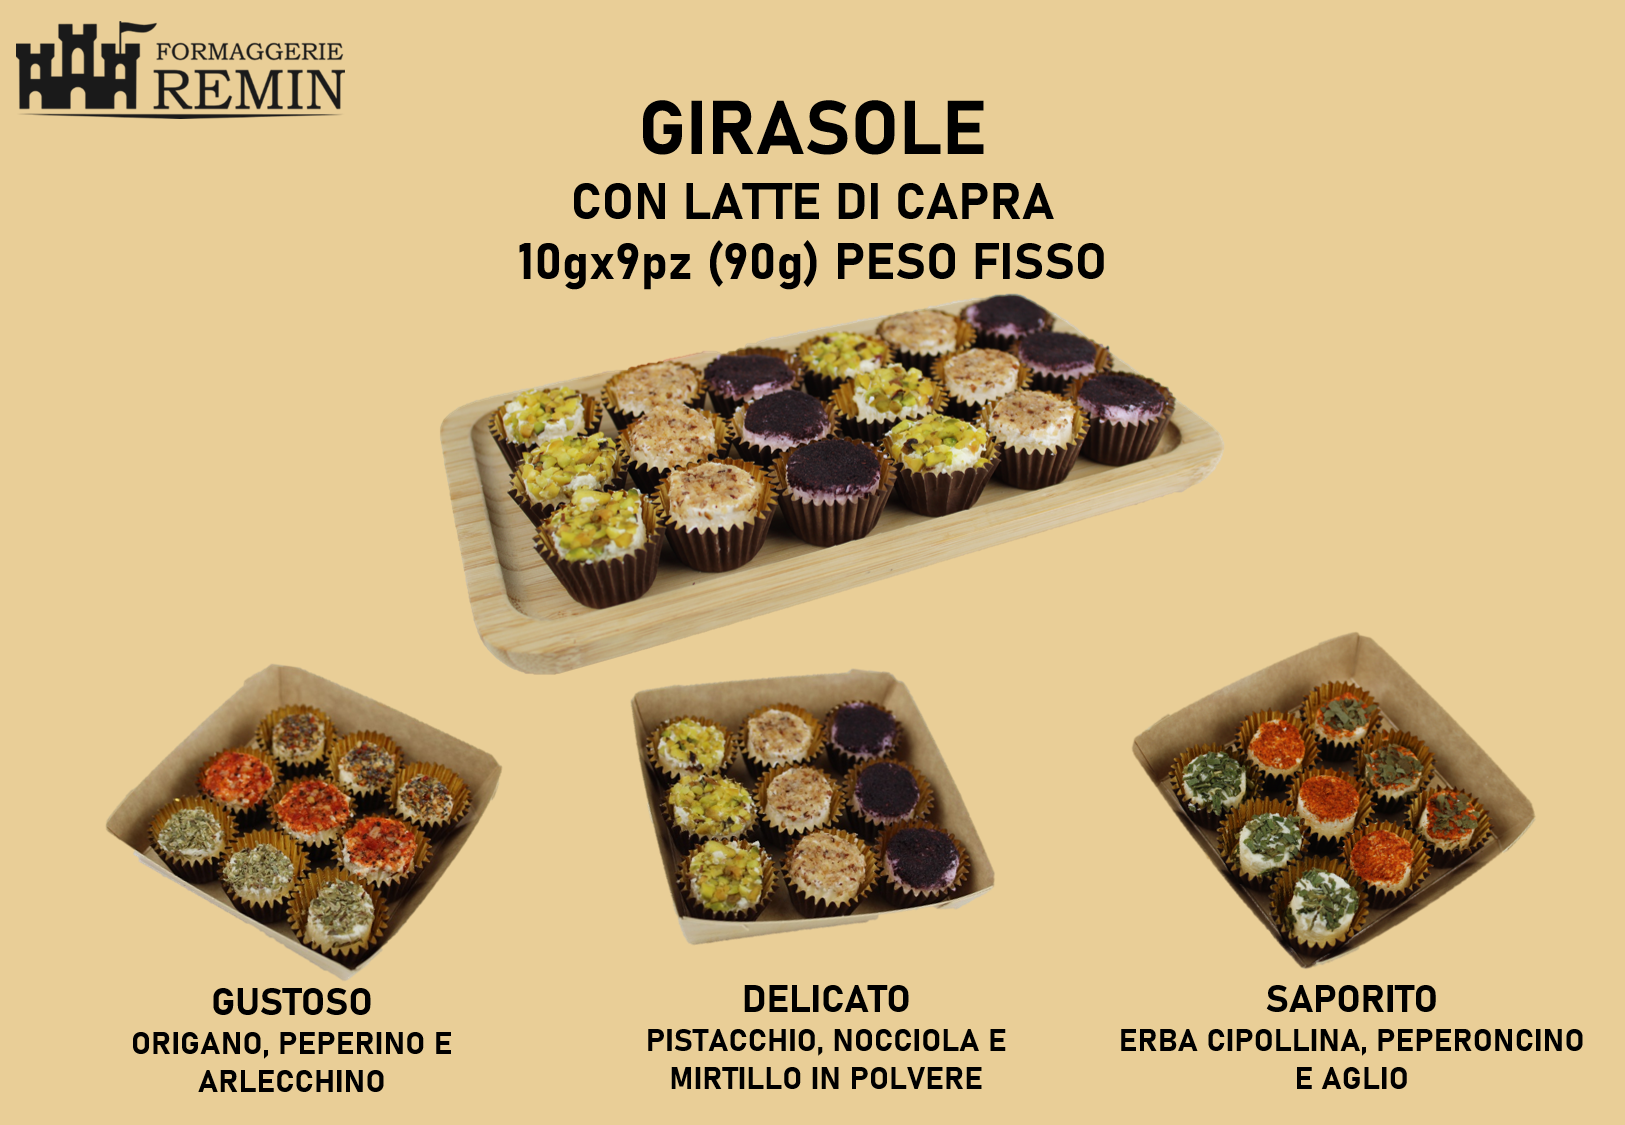 FORMAGGERIE
REMIN
GIRASOLE
CON LATTE DI CAPRA
10gx9pz (90g) PESO FISSO
GUSTOSO
ORIGANO, PEPERINO E
ARLECCHINO
DELICATO
PISTACCHIO, NOCCIOLA E
MIRTILLO IN POLVERE
SAPORITO
ERBA CIPOLLINA, PEPERONCINO
E AGLIO